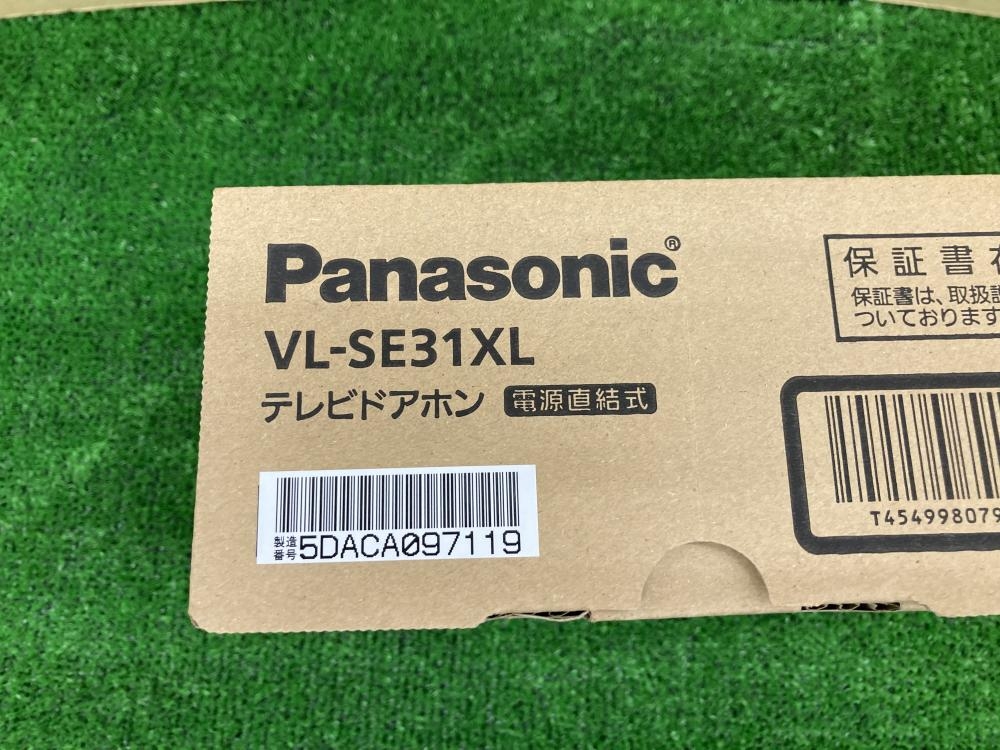 Panasonic®
VL-SE31XL
テレビドアホン 電源直結式
製造番号 5DACA097119
保証書
保証書は、取扱
ついております
T454998079